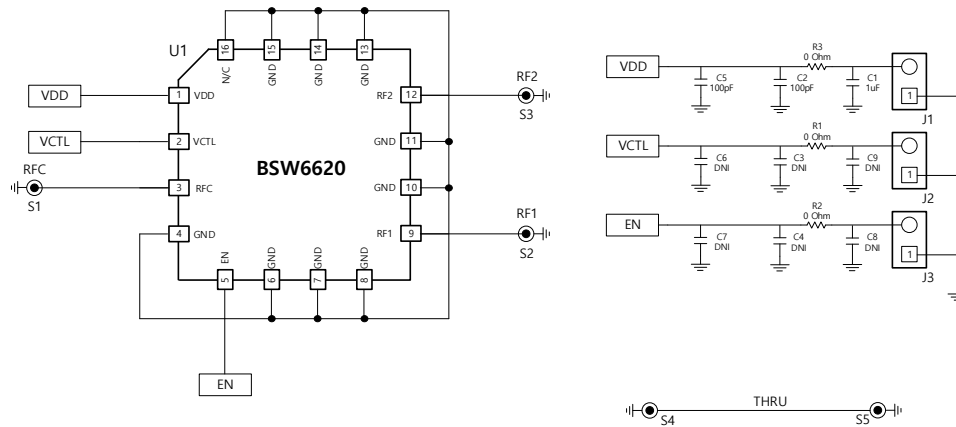 U1
16
15
14
13
N/C
GND
GND
GND
VDD
1
VDD
RF2
12
RF2
S3
VCTL
2
VCTL
GND
11
BSW6620
RFC
3
RFC
S1
GND
10
4
GND
RF1
9
RF1
S2
EN
GND
GND
GND
5
6
7
8
EN
VDD
R3
0 Ohm
C5
100pF
C2
100pF
C1
1uF
1
J1
VCTL
R1
0 Ohm
C6
DNI
C3
DNI
C9
DNI
1
J2
EN
R2
0 Ohm
C7
DNI
C4
DNI
C8
DNI
1
J3
THRU
S4
S5